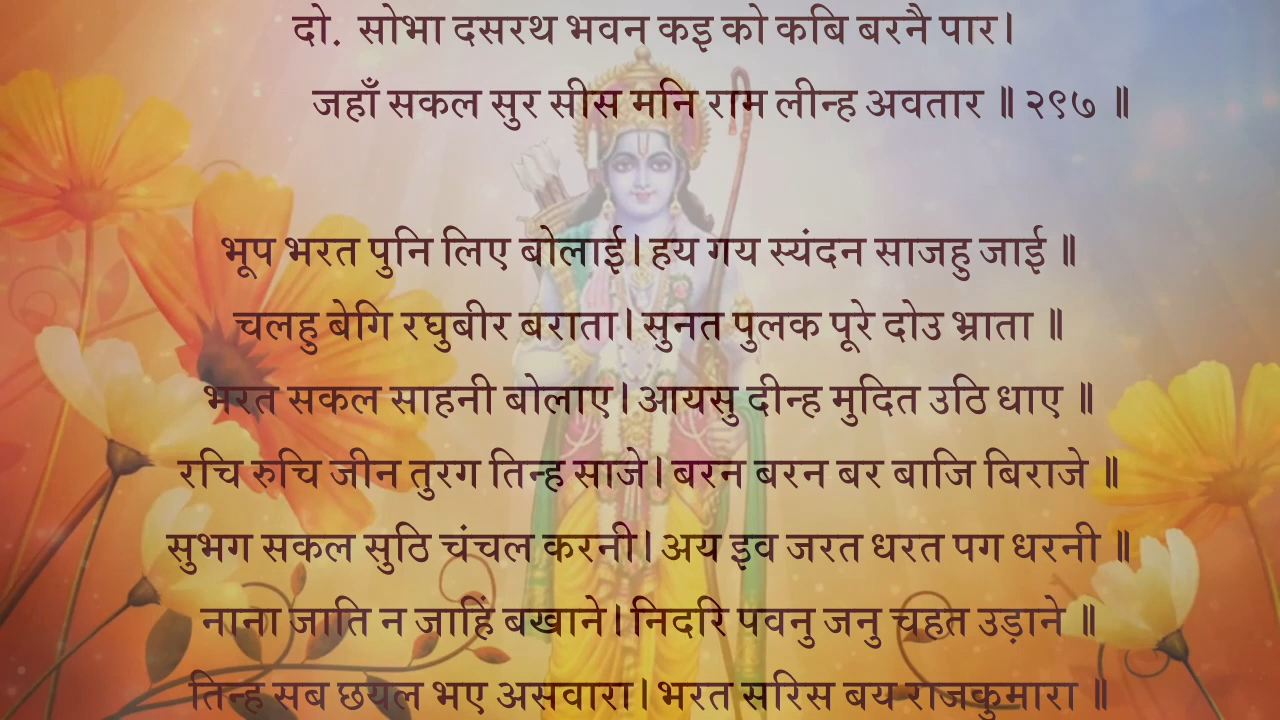 दो. सोभा दसरथ भवन कइ को कबि बरनै पार।
जहाँ सकल सुर सीस मनि राम लीन्ह अवतार ॥ २९७ ॥
भूप भरत पुनि लिए बोलाई। हय गय स्यंदन साजहु जाई ॥
चलहु बेगि रघुबीर बराता। सुनत पुलक पूरे दोउ भ्राता ॥
भरत सकल साहनी बोलाए। आयसु दीन्ह मुदित उठि धाए ॥
रचि रुचि जीन तुरग तिन्ह साजे। बरन बरन बर बाजि बिराजे ॥
सुभग सकल सुठि चंचल करनी। अय इव जरत धरत पग धरनी ॥
नाना जाति न जाहिं बखाने। निदरि पवनु जनु चहत उड़ाने ॥
तिन्ह सब छयल भए असवारा। भरत सरिस बय राजकुमारा ॥